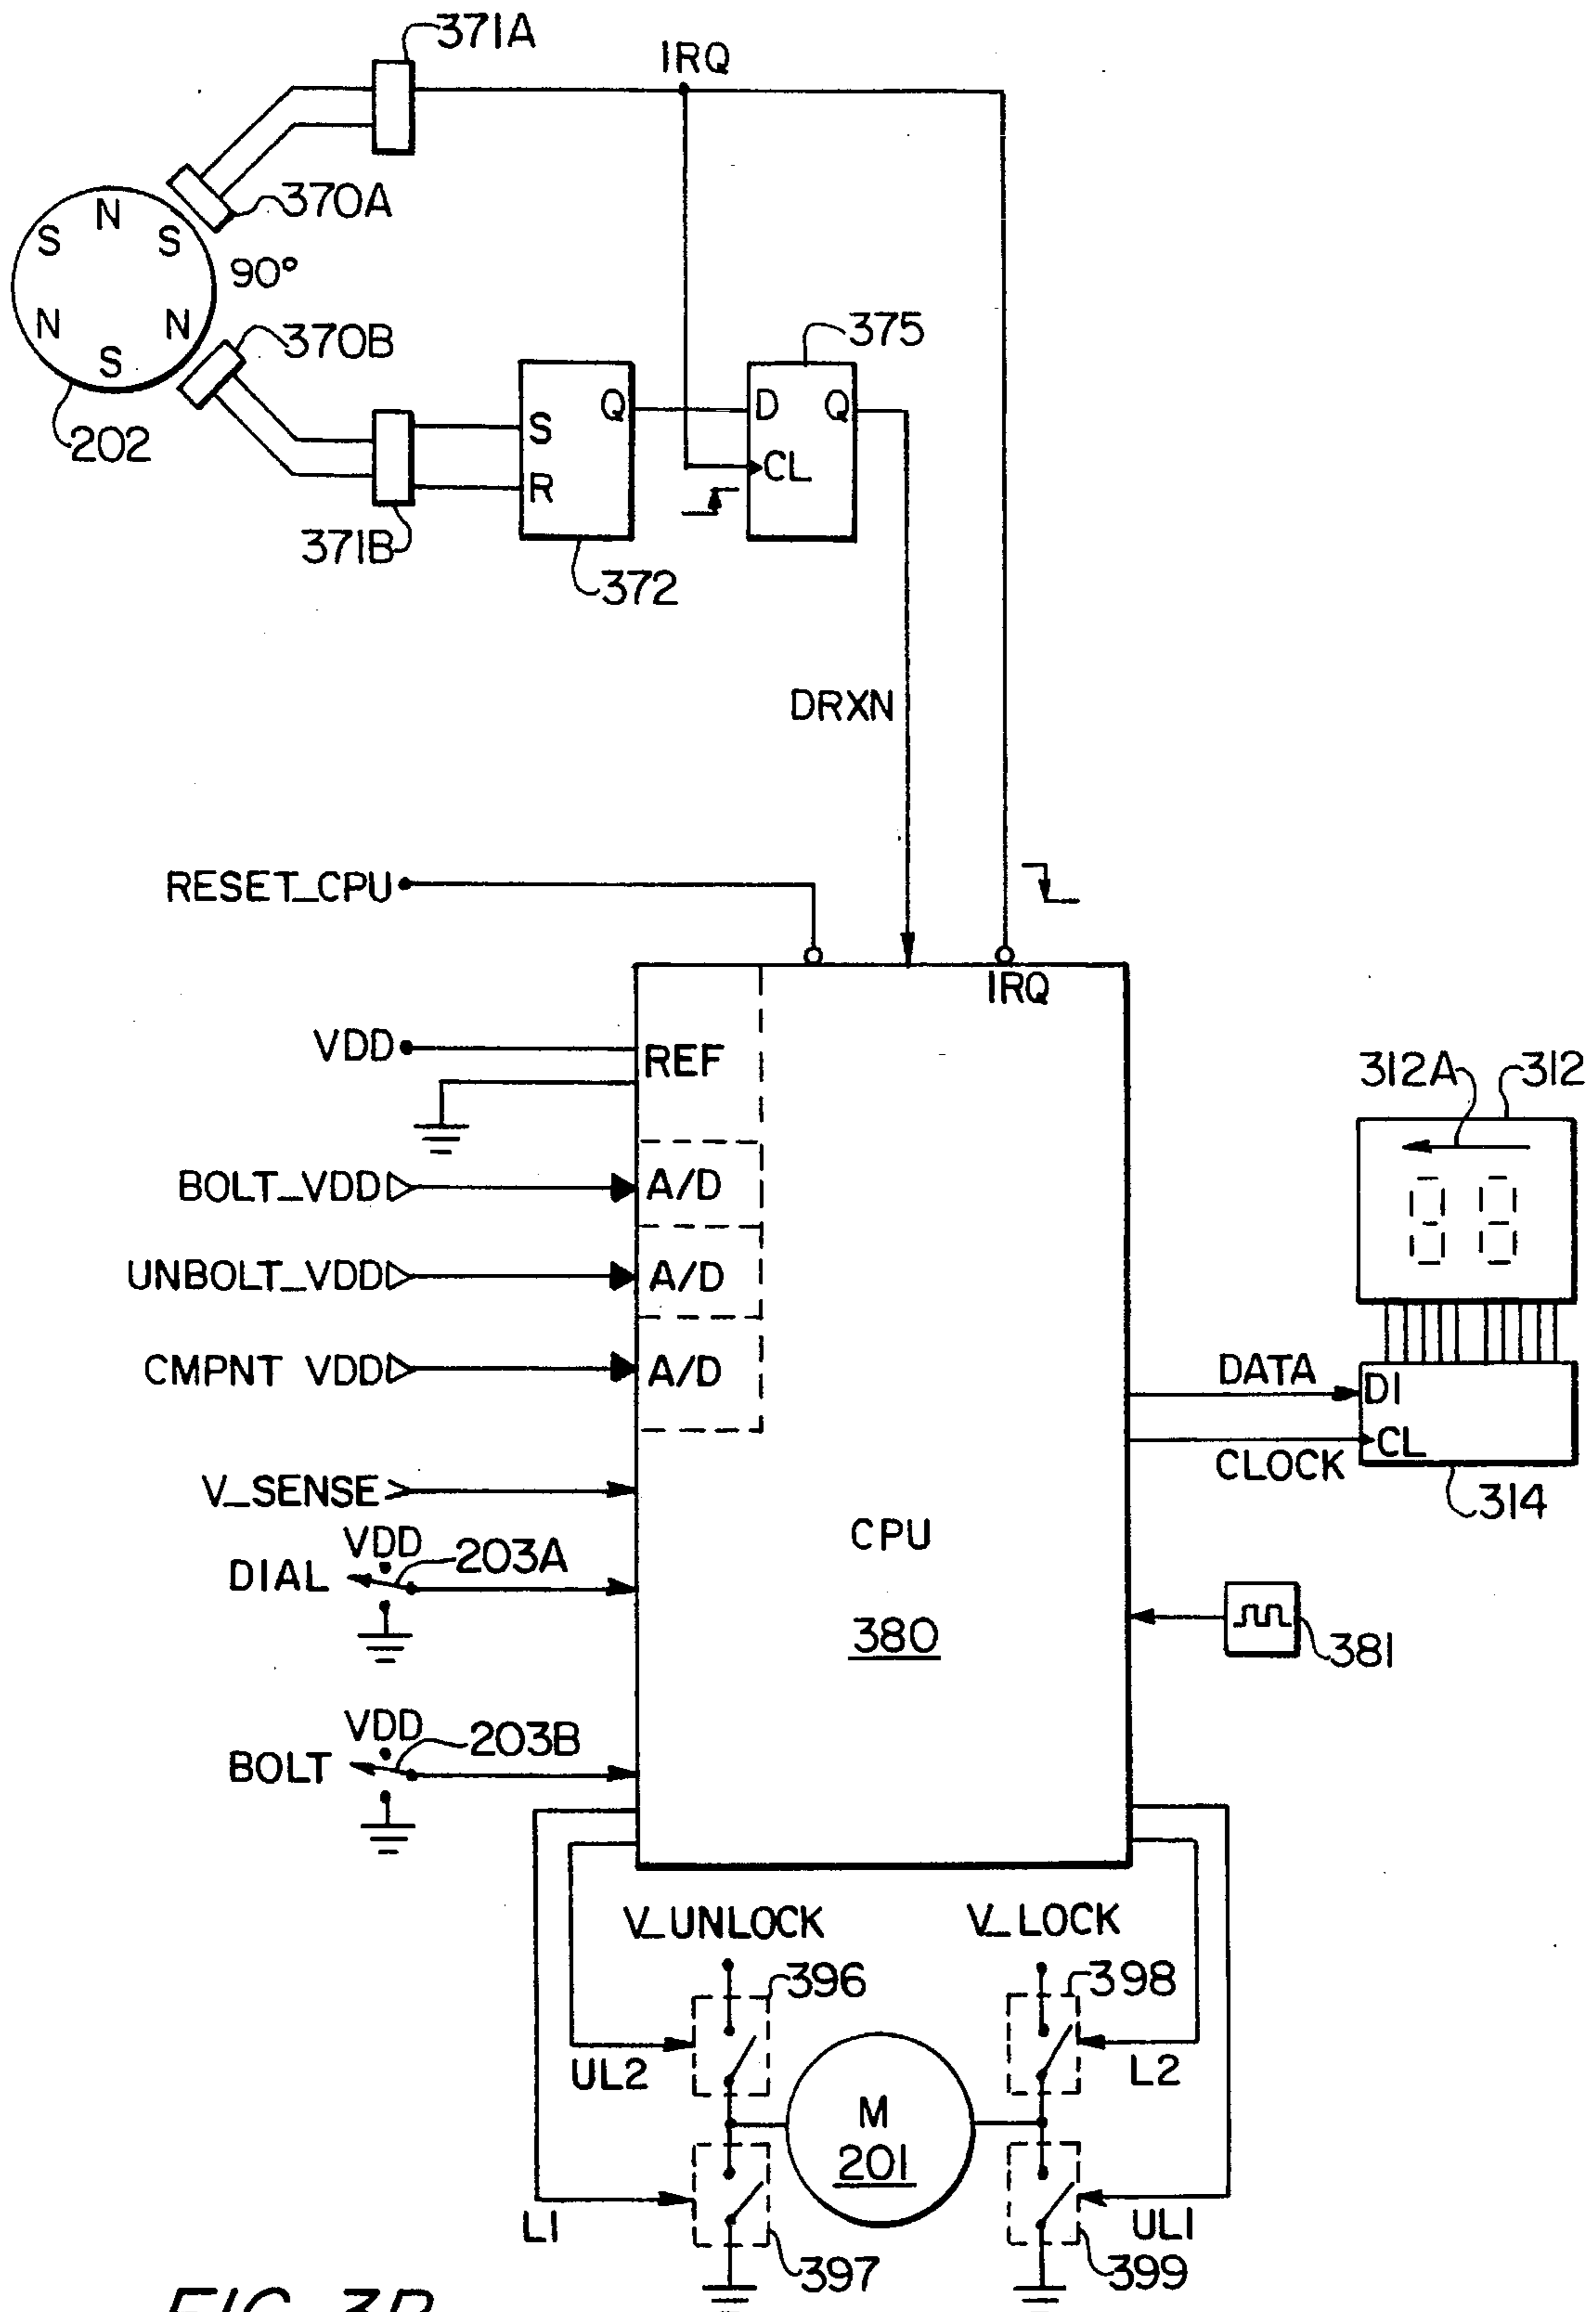 371A
IRQ
370A
N
S
S
90°
N
N
S
370B
202
371B
S
R
Q
372
375
D
Q
CL
DRXN
RESET_CPU
IRQ
VDD
REF
BOLT_VDD
A/D
UNBOLT_VDD
A/D
CMPNT VDD
A/D
V_SENSE
VDD
203A
DIAL
VDD
203B
BOLT
CPU
380
312A
312
DATA
DI
CLOCK
CL
314
381
V_UNLOCK
V_LOCK
396
398
UL2
L2
M
201
L1
UL1
397
399